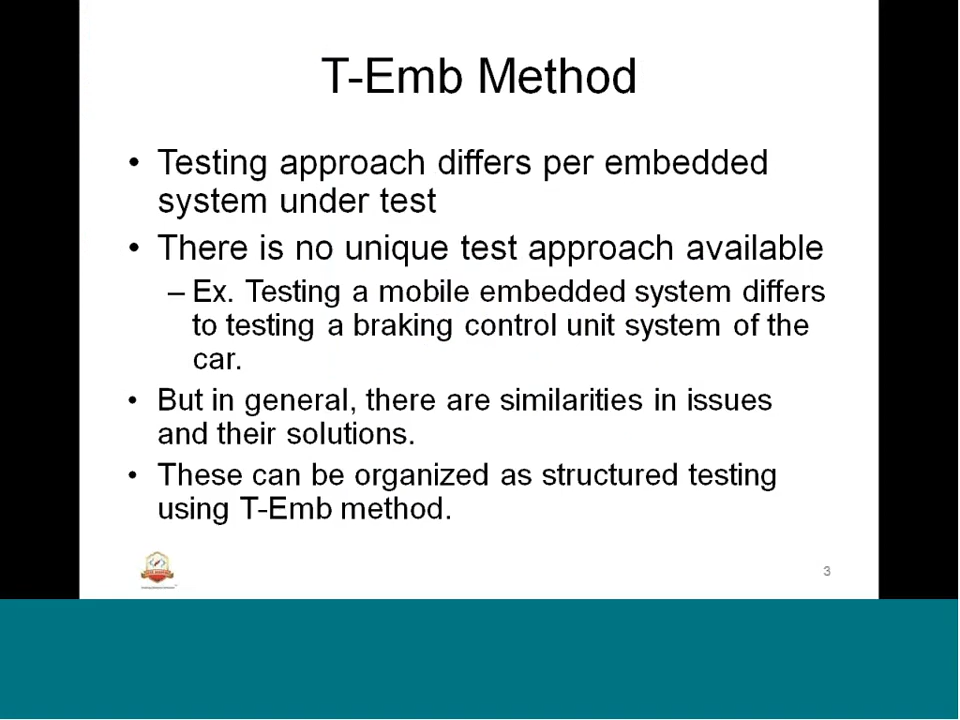 T-Emb Method
• Testing approach differs per embedded
system under test
• There is no unique test approach available
– Ex. Testing a mobile embedded system differs
to testing a braking control unit system of the
car.
• But in general, there are similarities in issues
and their solutions.
• These can be organized as structured testing
using T-Emb method.
3